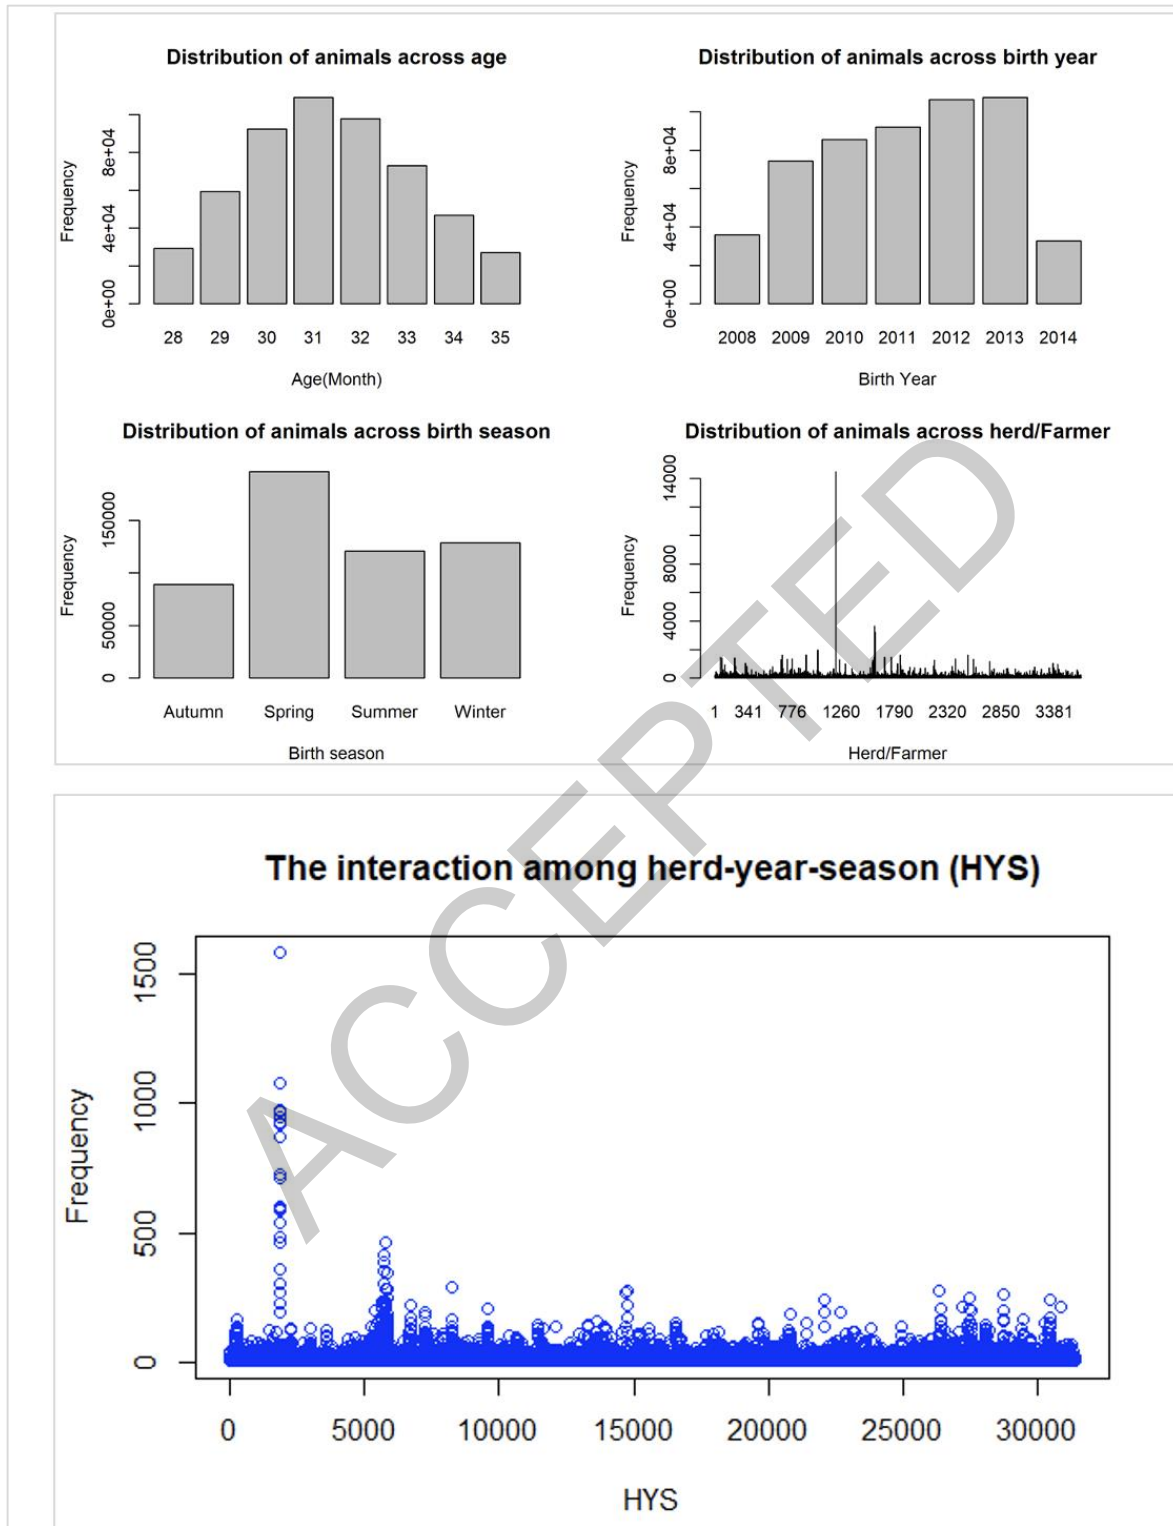 Distribution of animals across age
Frequency
0e+00 4e+04 8e+04
28 29 30 31 32 33 34 35
Age(Month)
Distribution of animals across birth year
Frequency
0e+00 4e+04 8e+04
2008 2009 2010 2011 2012 2013 2014
Birth Year
Distribution of animals across birth season
Frequency
0 50000 150000
Autumn Spring Summer Winter
Birth season
Distribution of animals across herd/Farmer
Frequency
0 4000 8000 14000
1 341 776 1260 1790 2320 2850 3381
Herd/Farmer
The interaction among herd-year-season (HYS)
Frequency
0 500 1000 1500
0 5000 10000 15000 20000 25000 30000
HYS
ACCEPTED